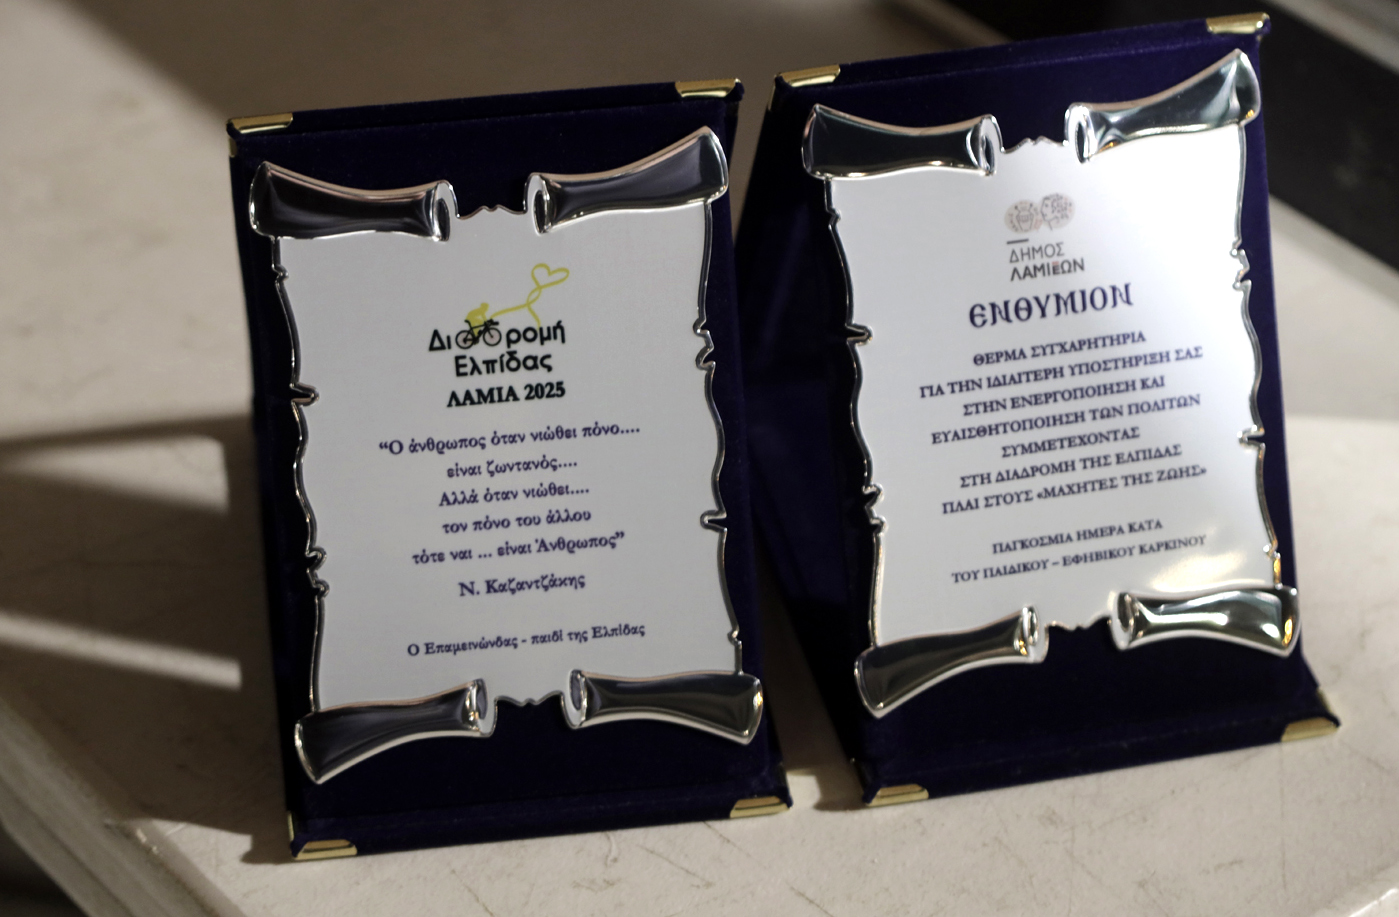 Διαδρομή
Ελπίδας
ΛΑΜΙΑ 2025
“Ο άνθρωπος όταν νιώθει πόνο....
είναι ζωντανός....
Αλλά όταν νιώθει....
τον πόνο του άλλου
τότε ναι ... είναι Άνθρωπος”
Ν. Καζαντζάκης
Ο Επαμεινώνδας - παιδί της Ελπίδας
ΔΗΜΟΣ
ΛΑΜΙΕΩΝ
ΕΝΘΥΜΙΟΝ
ΘΕΡΜΑ ΣΥΓΧΑΡΗΤΗΡΙΑ
ΓΙΑ ΤΗΝ ΙΔΙΑΙΤΕΡΗ ΥΠΟΣΤΗΡΙΞΗ ΣΑΣ
ΣΤΗΝ ΕΝΕΡΓΟΠΟΙΗΣΗ ΚΑΙ
ΕΥΑΙΣΘΗΤΟΠΟΙΗΣΗ ΤΩΝ ΠΟΛΙΤΩΝ
ΣΥΜΜΕΤΕΧΟΝΤΑΣ
ΣΤΗ ΔΙΑΔΡΟΜΗ ΤΗΣ ΕΛΠΙΔΑΣ
ΠΛΑΙ ΣΤΟΥΣ «ΜΑΧΗΤΕΣ ΤΗΣ ΖΩΗΣ»
ΠΑΓΚΟΣΜΙΑ ΗΜΕΡΑ ΚΑΤΑ
ΤΟΥ ΠΑΙΔΙΚΟΥ – ΕΦΗΒΙΚΟΥ ΚΑΡΚΙΝΟΥ